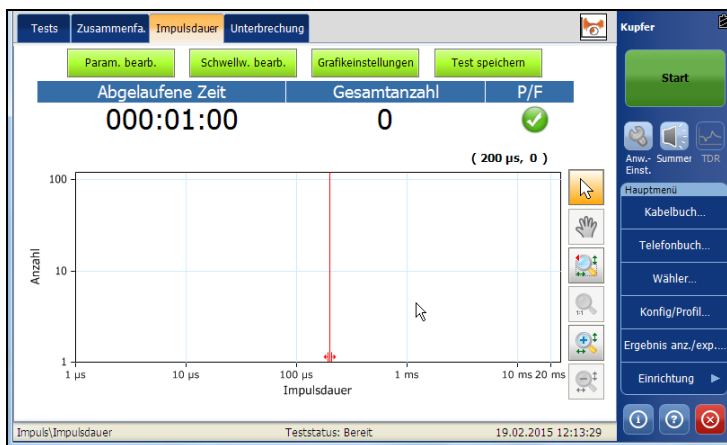 Tests Zusammenfa. Impulsdauer Unterbrechung
Kupfer
Param. bearb. Schwellw. bearb. Grafikeinstellungen Test speichern
Start
Abgelaufene Zeit Gesamtanzahl P/F
000:01:00 0
( 200 µs, 0 )
Anw.- Einst. Summer TDR
Hauptmenü
Kabelbuch...
Telefonbuch...
Wähler...
Konfig/Profil...
Ergebnis anz./exp....
Einrichtung
Anzahl
100
10
1
1 µs 10 µs 100 µs 1 ms 10 ms 20 ms
Impulsdauer
1:1
Impuls\Impulsdauer Teststatus: Bereit 19.02.2015 12:13:29